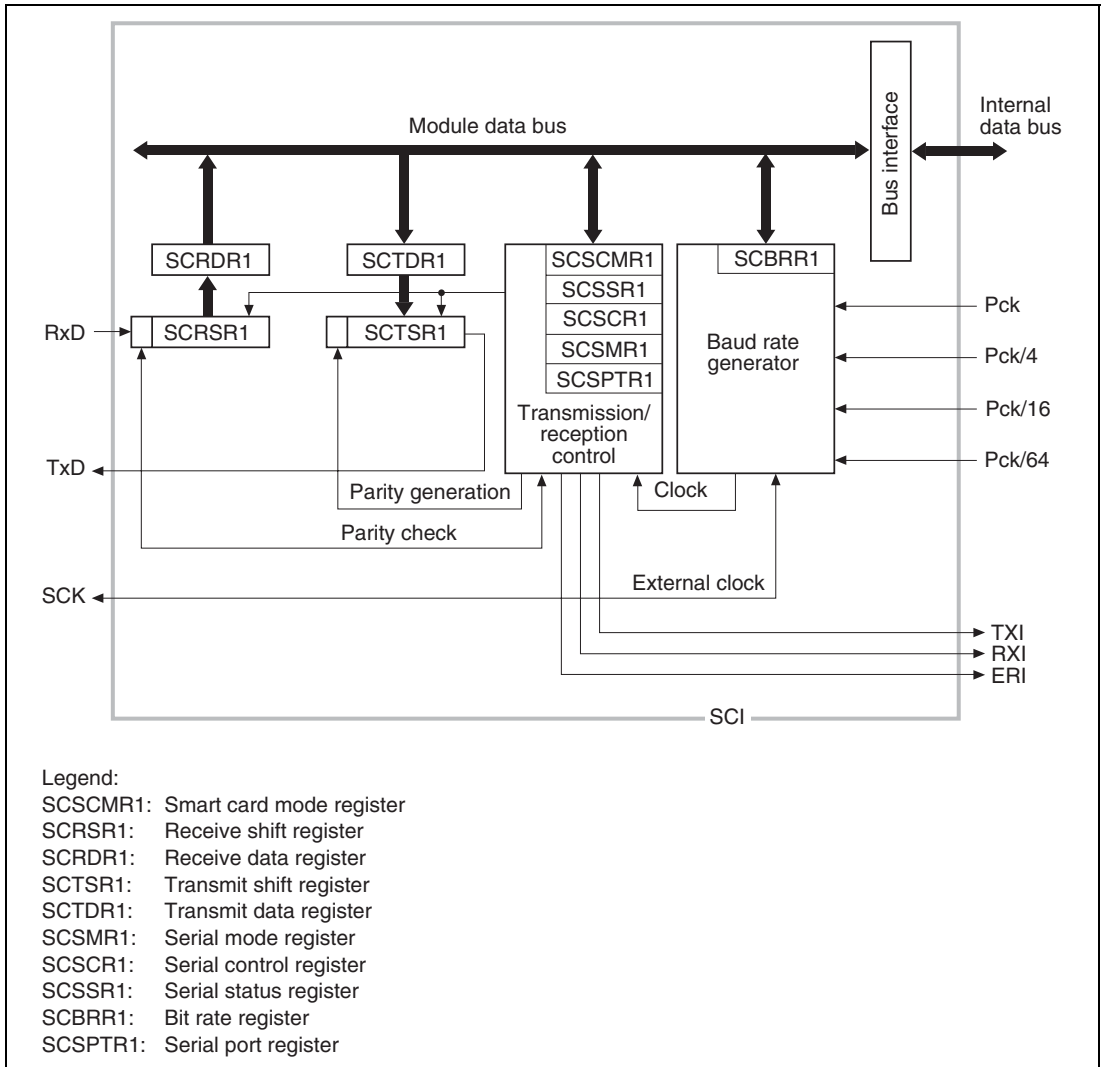 Module data bus
Bus interface
Internal
data bus
SCRDR1
SCTDR1
SCSCMR1
SCBRR1
SCSSR1
SCSCR1
SCSMR1
SCSPTR1
RxD
SCRSR1
SCTSR1
Baud rate
generator
Transmission/
reception
control
Pck
Pck/4
Pck/16
Pck/64
TxD
Parity generation
Clock
Parity check
SCK
External clock
TXI
RXI
ERI
SCI
Legend:
SCSCMR1: Smart card mode register
SCRSR1: Receive shift register
SCRDR1: Receive data register
SCTSR1: Transmit shift register
SCTDR1: Transmit data register
SCSMR1: Serial mode register
SCSCR1: Serial control register
SCSSR1: Serial status register
SCBRR1: Bit rate register
SCSPTR1: Serial port register